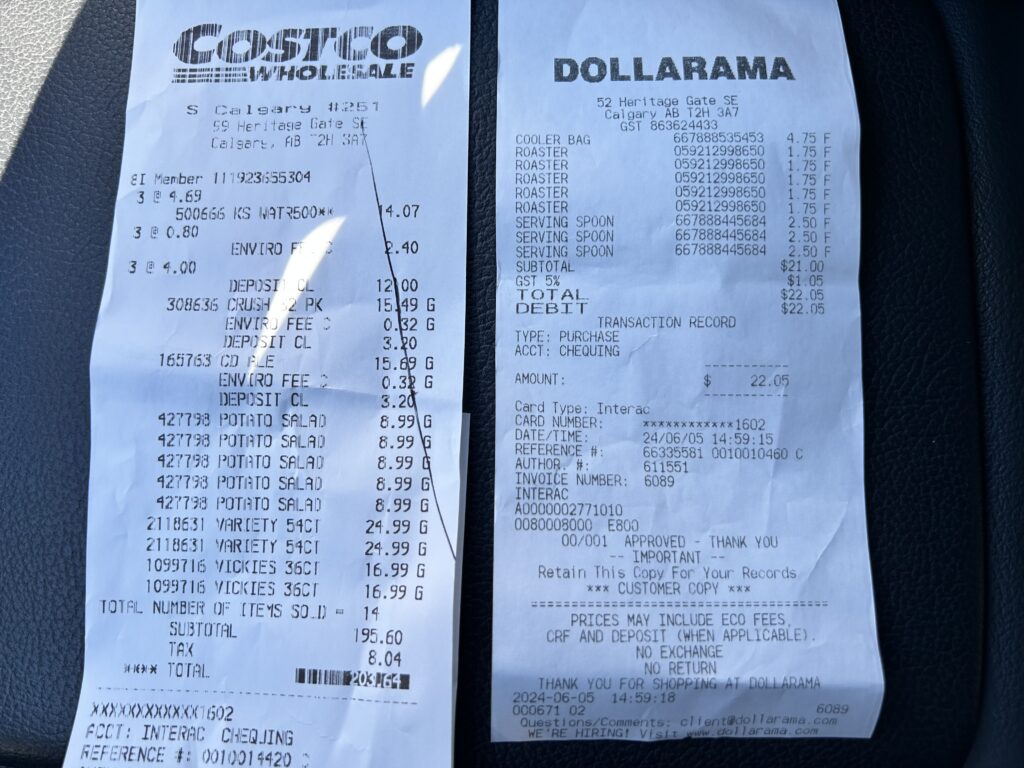 COSTCO
WHOLESALE
S Calgary #251
99 Heritage Gate SE
Calgary, AB T2H 3A7
8I Member 111923655304
3 @ 4.69
500666 KS WATR500** 14.07
3 @ 0.80
ENVIRO FEE C 2.40
3 @ 4.00
DEPOSIT CL 12.00
308636 CRUSH 32 PK 15.49 G
ENVIRO FEE C 0.32 G
DEPOSIT CL 3.20
165763 CD 15.69 G
ENVIRO FEE C 0.32 G
DEPOSIT CL 3.20
427798 POTATO SALAD 8.99 G
427798 POTATO SALAD 8.99 G
427798 POTATO SALAD 8.99 G
427798 POTATO SALAD 8.99 G
427798 POTATO SALAD 8.99 G
2118631 VARIETY 54CT 24.99 G
2118631 VARIETY 54CT 24.99 G
1099716 VICKIES 36CT 16.99 G
1099716 VICKIES 36CT 16.99 G
TOTAL NUMBER OF ITEMS SOLD = 14
SUBTOTAL 195.60
TAX 8.04
**** TOTAL 203.64
XXXXXXXXXXXX1602
ACCT: INTERAC CHEQUING
REFERENCE #: 0010014420 C
DOLLARAMA
52 Heritage Gate SE
Calgary AB T2H 3A7
GST 863624433
COOLER BAG 667888535453 4.75 F
ROASTER 059212998650 1.75 F
ROASTER 059212998650 1.75 F
ROASTER 059212998650 1.75 F
ROASTER 059212998650 1.75 F
ROASTER 059212998650 1.75 F
SERVING SPOON 667888445684 2.50 F
SERVING SPOON 667888445684 2.50 F
SERVING SPOON 667888445684 2.50 F
SUBTOTAL $21.00
GST 5% $1.05
TOTAL $22.05
DEBIT $22.05
TRANSACTION RECORD
TYPE: PURCHASE
ACCT: CHEQUING
AMOUNT: $ 22.05
Card Type: Interac
CARD NUMBER: ************1602
DATE/TIME: 24/06/05 14:59:15
REFERENCE #: 66335581 0010010460 C
AUTHOR. #: 611551
INVOICE NUMBER: 6089
INTERAC
A0000002771010
0080008000 E800
00/001 APPROVED - THANK YOU
-- IMPORTANT --
Retain This Copy For Your Records
*** CUSTOMER COPY ***
PRICES MAY INCLUDE ECO FEES,
CRF AND DEPOSIT (WHEN APPLICABLE).
NO EXCHANGE
NO RETURN
THANK YOU FOR SHOPPING AT DOLLARAMA
2024-06-05 14:59:18
000671 02 6089
Questions/Comments: client@dollarama.com
WE'RE HIRING! Visit www.dollarama.com